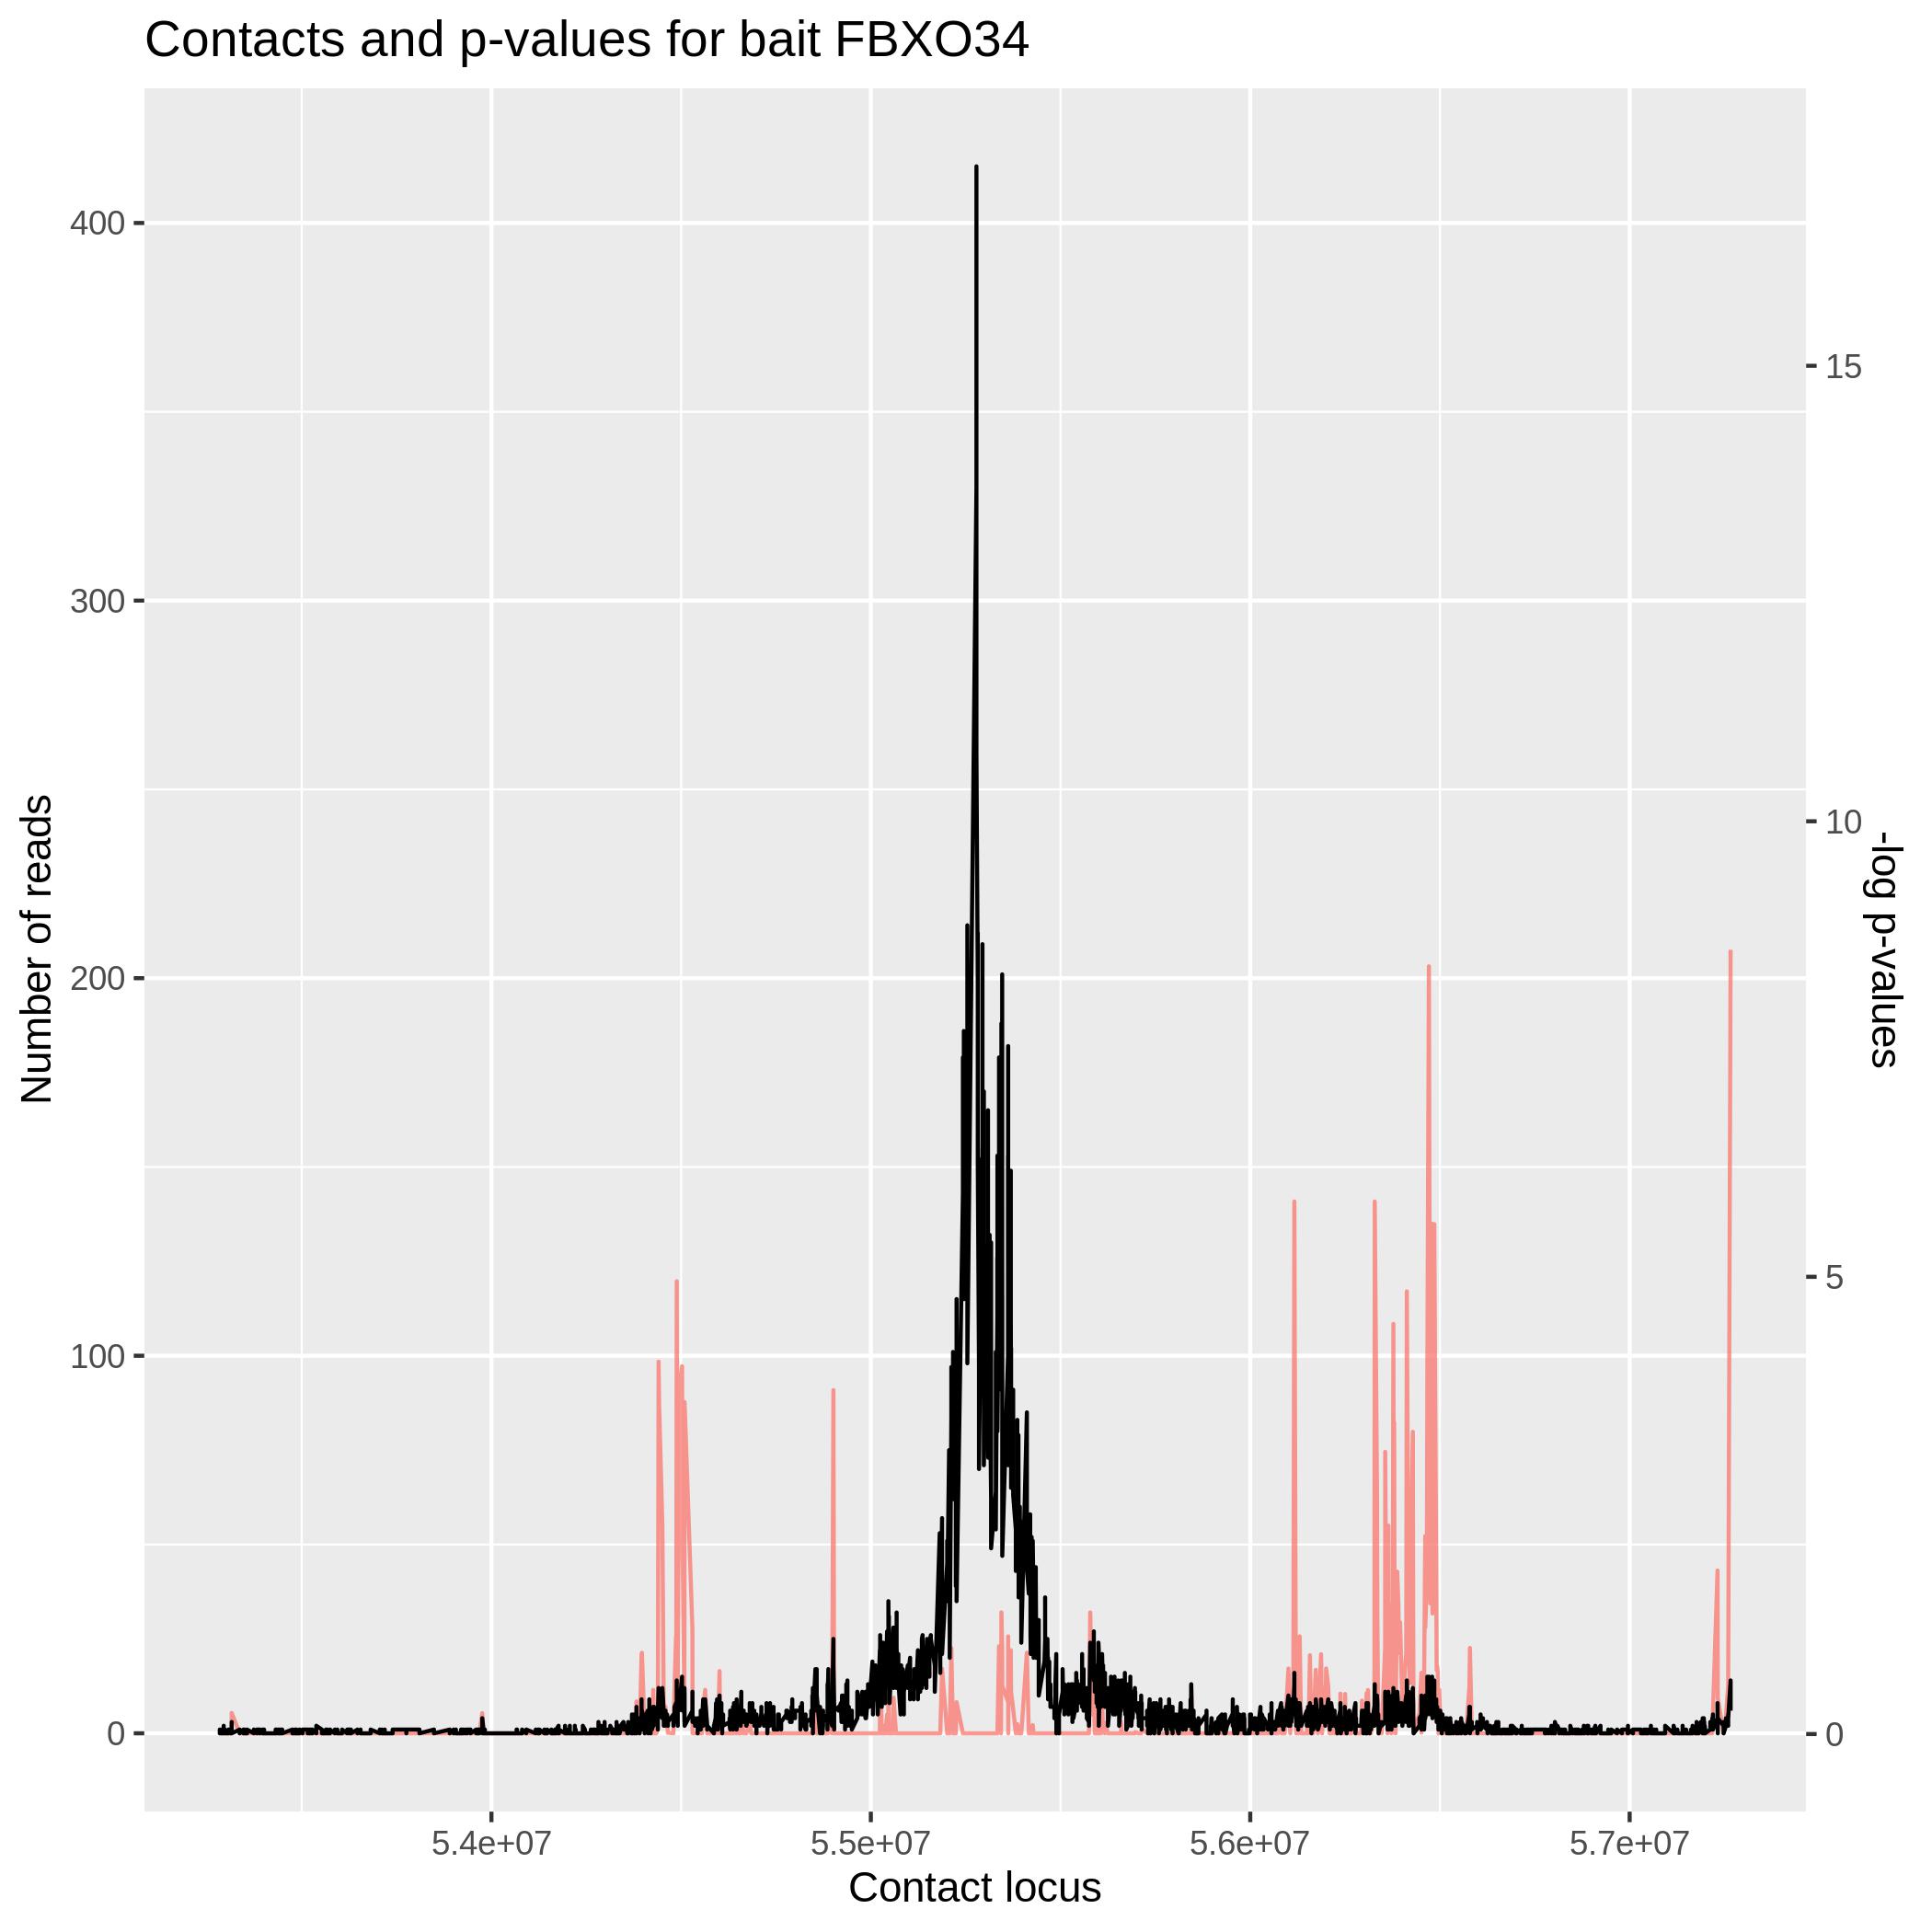 Contacts and p-values for bait FBXO34
400
300
200
100
0
Number of reads
15
10
5
0
-log p-values
5.4e+07
5.5e+07
5.6e+07
5.7e+07
Contact locus